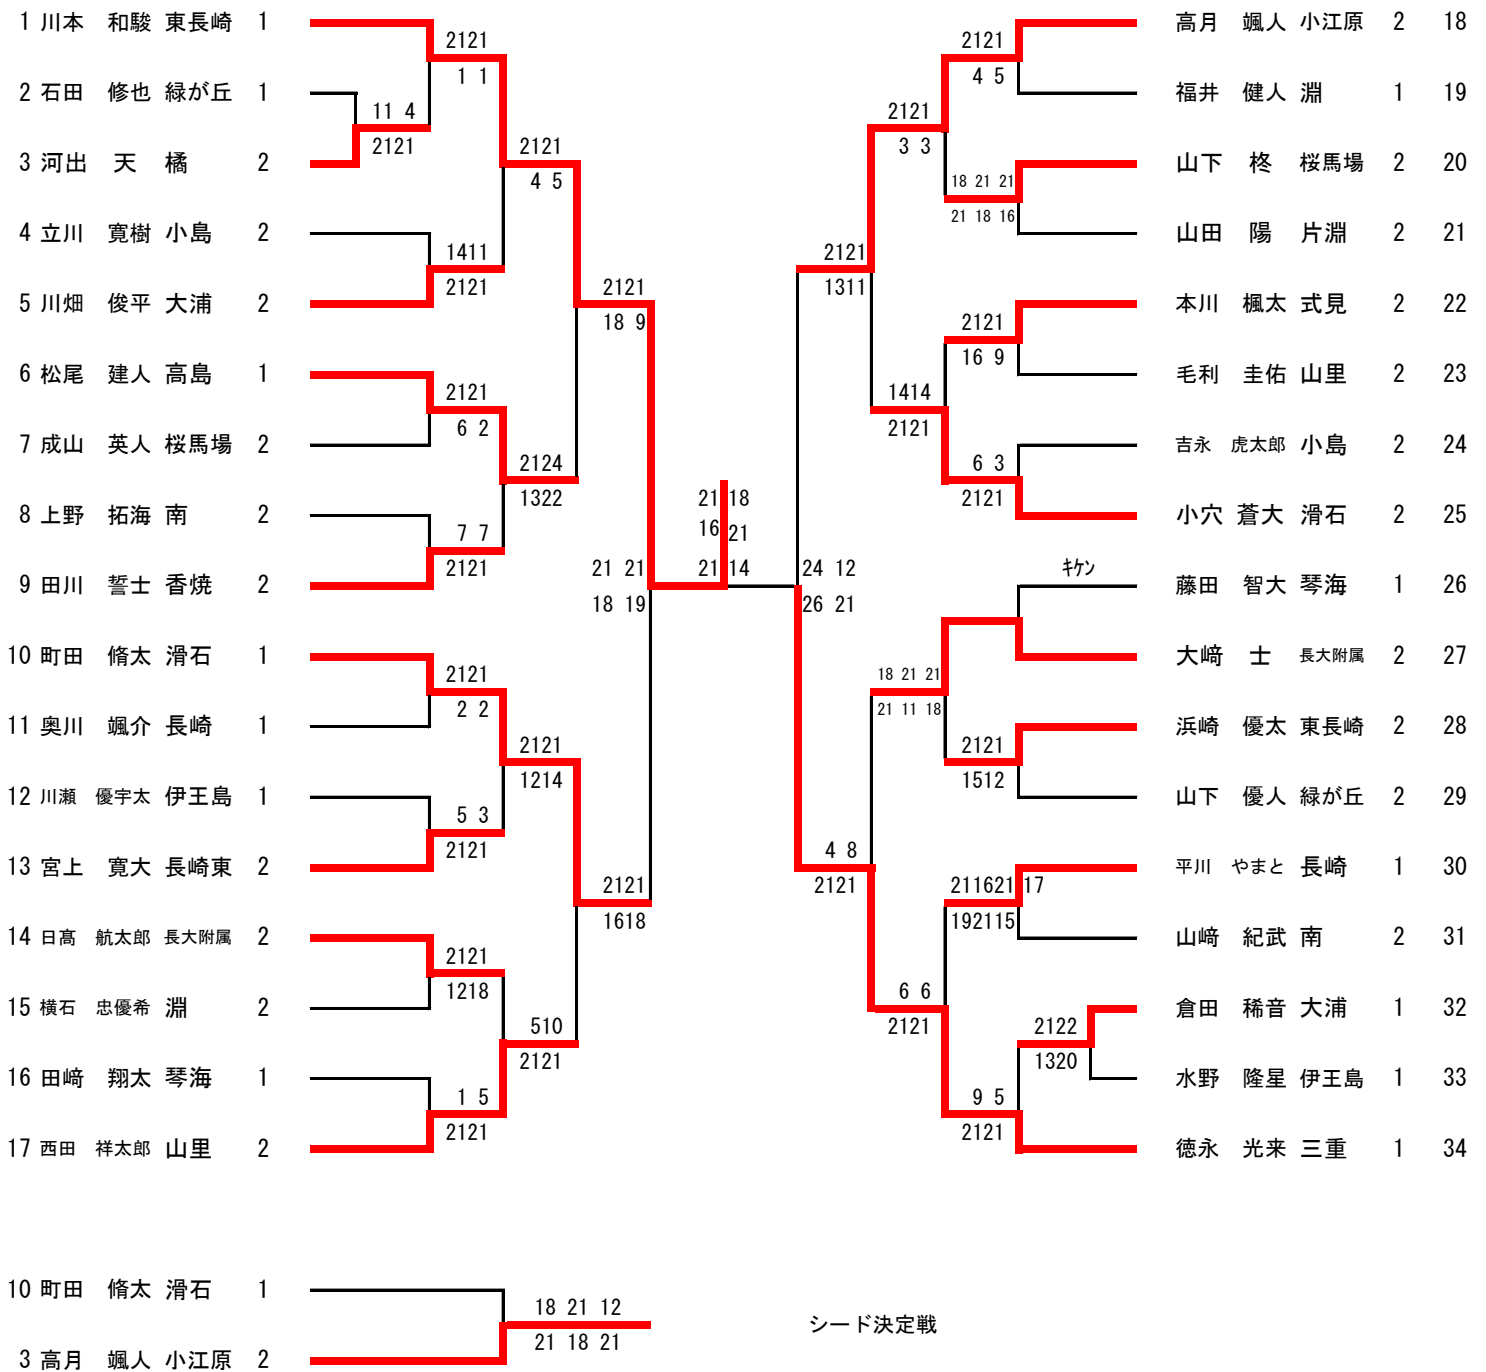 1 川本 和駿 東長崎 1
2121
1 1
2 石田 修也 緑が丘 1
11 4
2121
3 河出 天 橘 2
2121
4 5
4 立川 寛樹 小島 2
1411
2121
5 川畑 俊平 大浦 2
2121
18 9
6 松尾 建人 高島 1
2121
6 2
7 成山 英人 桜馬場 2
2124
1322
8 上野 拓海 南 2
7 7
2121
9 田川 誓士 香焼 2
21 21
18 19
10 町田 脩太 滑石 1
2121
2 2
11 奥川 颯介 長崎 1
2121
1214
12 川瀬 優宇太 伊王島 1
5 3
2121
13 宮上 寛大 長崎東 2
2121
1618
14 日髙 航太郎 長大附属 2
2121
1218
15 横石 忠優希 淵 2
510
2121
16 田﨑 翔太 琴海 1
1 5
2121
17 西田 祥太郎 山里 2
21 18
16 21
21 14
高月 颯人 小江原 2 18
2121
4 5
福井 健人 淵 1 19
2121
3 3
山下 柊 桜馬場 2 20
18 21 21
21 18 16
山田 陽 片淵 2 21
2121
1311
本川 楓太 式見 2 22
2121
16 9
毛利 圭佑 山里 2 23
1414
2121
吉永 虎太郎 小島 2 24
6 3
2121
小穴 蒼大 滑石 2 25
24 12
26 21
キケン
藤田 智大 琴海 1 26
大﨑 士 長大附属 2 27
18 21 21
21 11 18
浜崎 優太 東長崎 2 28
2121
1512
山下 優人 緑が丘 2 29
4 8
2121
平川 やまと 長崎 1 30
211621 17
192115
山﨑 紀武 南 2 31
6 6
2121
倉田 稀音 大浦 1 32
2122
1320
水野 隆星 伊王島 1 33
9 5
2121
徳永 光来 三重 1 34
10 町田 脩太 滑石 1
18 21 12
21 18 21
シード決定戦
3 高月 颯人 小江原 2